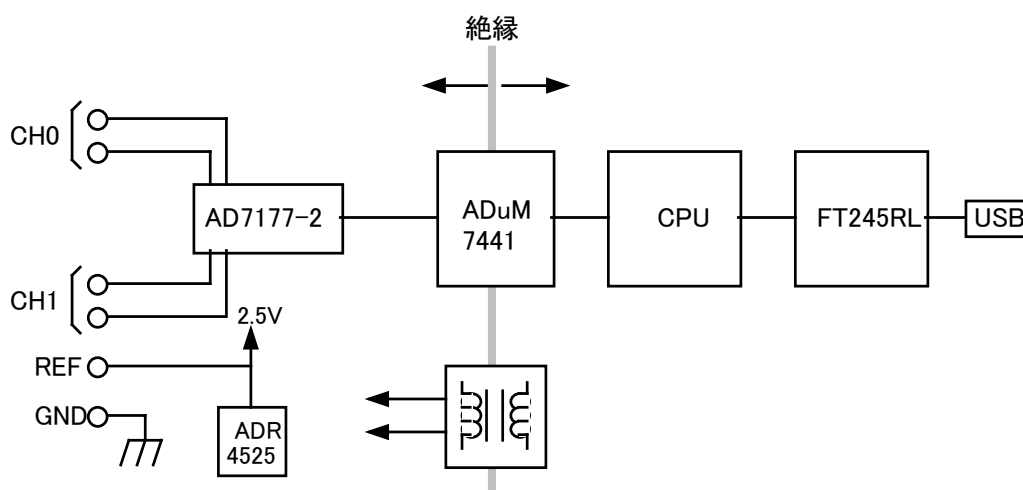 絶縁
CH0
AD7177-2
ADuM
7441
CPU
FT245RL
USB
CH1
2.5V
REF
GND
ADR
4525